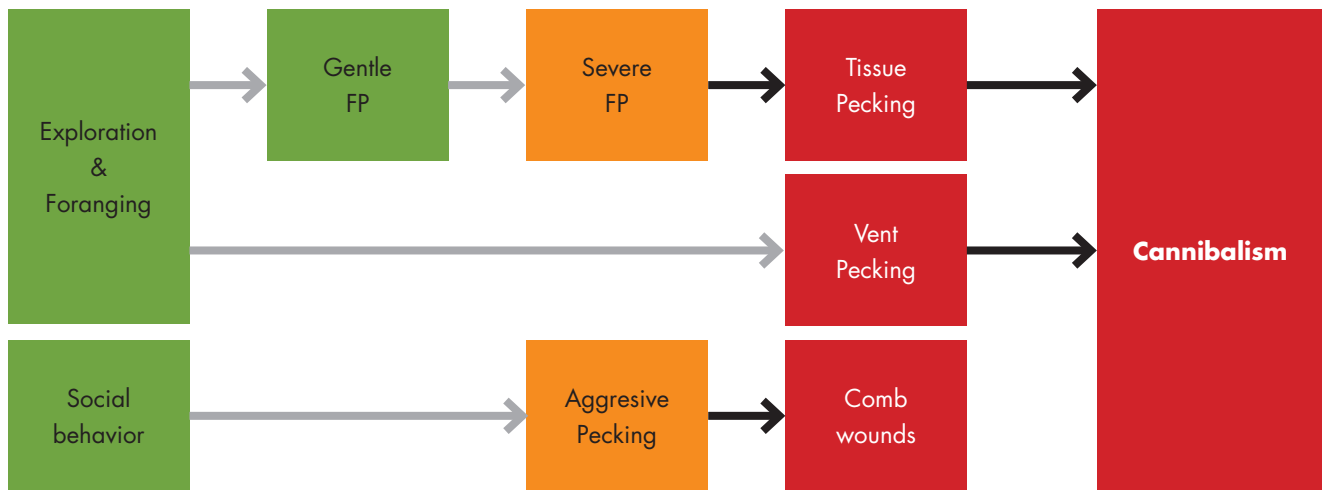 Exploration
&
Foranging
Gentle
FP
Severe
FP
Tissue
Pecking
Vent
Pecking
Cannibalism
Social
behavior
Aggresive
Pecking
Comb
wounds